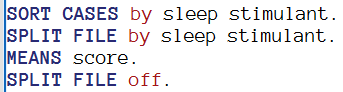 SORT CASES by sleep stimulant.
SPLIT FILE by sleep stimulant.
MEANS score.
SPLIT FILE off.